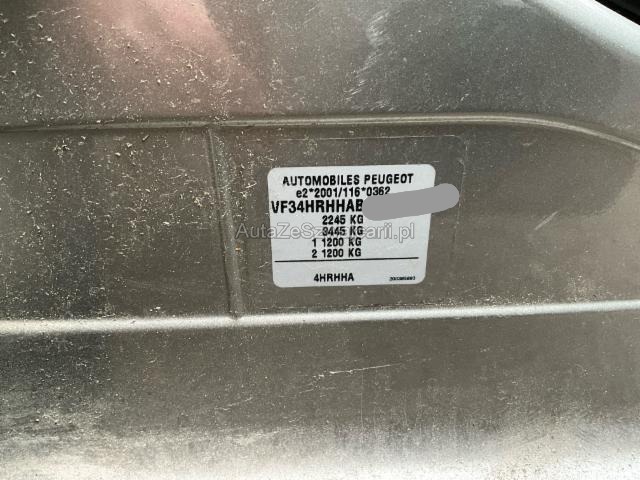 AUTOMOBILES PEUGEOT
e2*2001/116*0362
VF34HRHHAB
2245 KG
AutaZeSzwajcarii.pl
3445 KG
1 1200 KG
2 1200 KG
4HRHHA